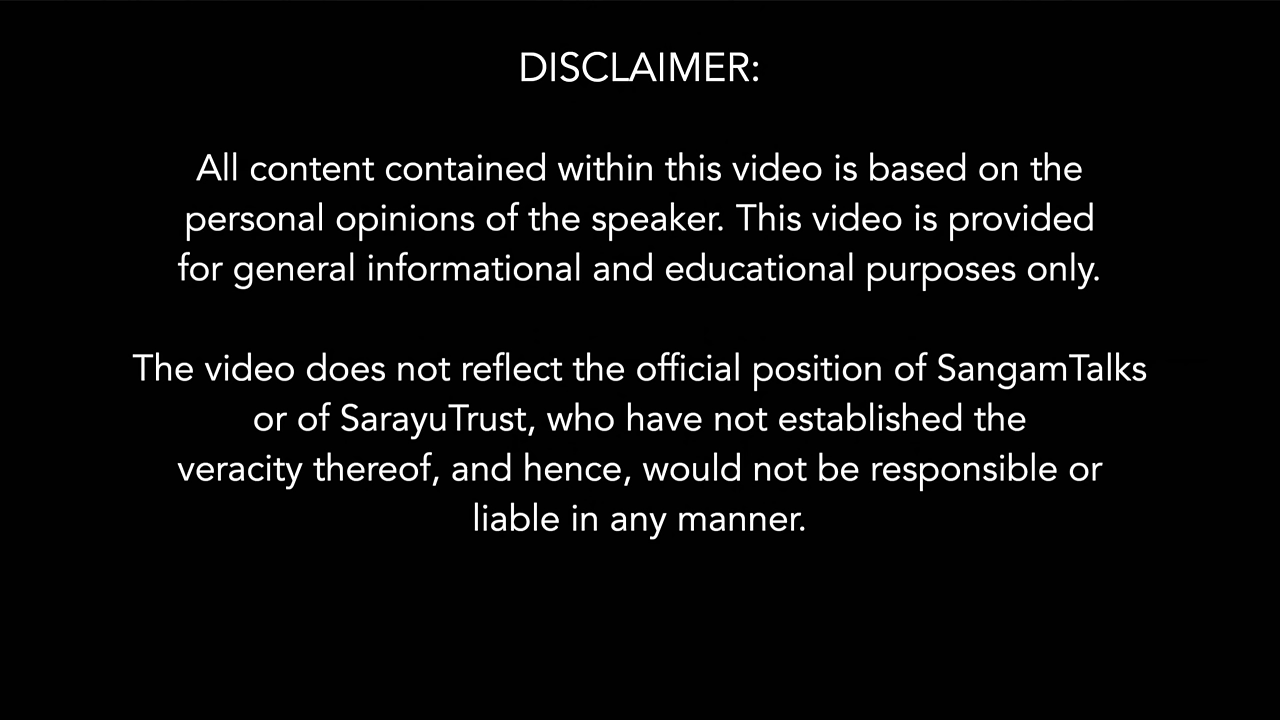 DISCLAIMER:
All content contained within this video is based on the
personal opinions of the speaker. This video is provided
for general informational and educational purposes only.
The video does not reflect the official position of SangamTalks
or of SarayuTrust, who have not established the
veracity thereof, and hence, would not be responsible or
liable in any manner.